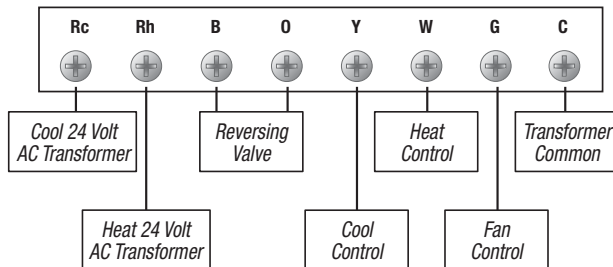 Rc Rh B O Y W G C
Cool 24 Volt
AC Transformer
Reversing
Valve
Heat
Control
Transformer
Common
Heat 24 Volt
AC Transformer
Cool
Control
Fan
Control